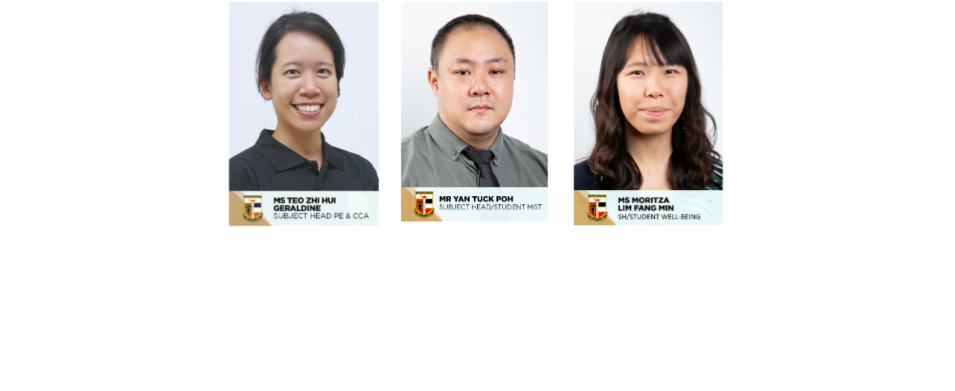 MS TEO ZHI HUI
GERALDINE
SUBJECT HEAD PE & CCA
MR YAN TUCK POH
SUBJECT HEAD/STUDENT MGT
MS MORITZA
LIM FANG MIN
SH/STUDENT WELL-BEING